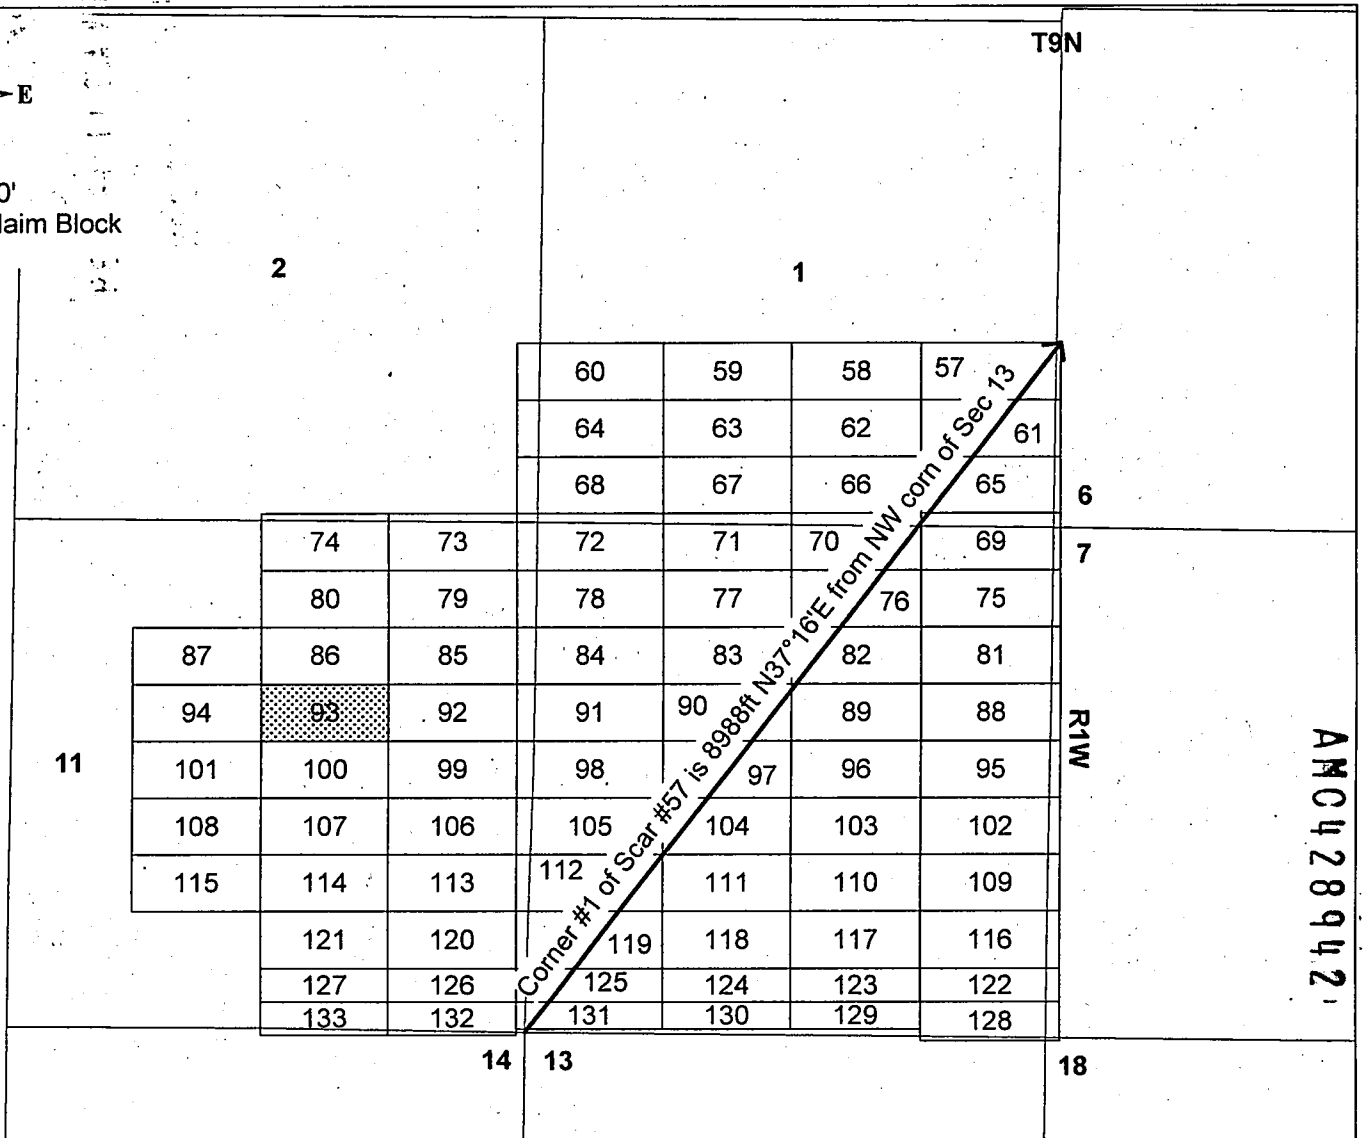 T9N
E
0'
laim Block
2
1
60 59 58 57
64 63 62 61
68 67 66 65
6
74 73 72 71 70 69
7
80 79 78 77 76 75
87 86 85 84 83 82 81
94 93 92 91 90 89 88
R1W
11
101 100 99 98 97 96 95
108 107 106 105 104 103 102
115 114 113 112 111 110 109
121 120 119 118 117 116
127 126 125 124 123 122
133 132 131 130 129 128
14 13
18
Corner #1 of Scar #57 is 8988ft N37°16'E from NW corn of Sec 13
AMC428942